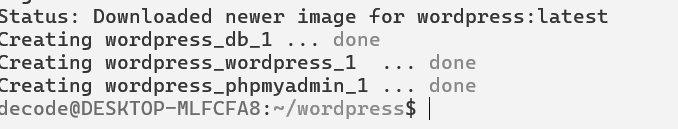 Status: Downloaded newer image for wordpress:latest
Creating wordpress_db_1 ... done
Creating wordpress_wordpress_1  ... done
Creating wordpress_phpmyadmin_1 ... done
decode@DESKTOP-MLFCFA8:~/wordpress$